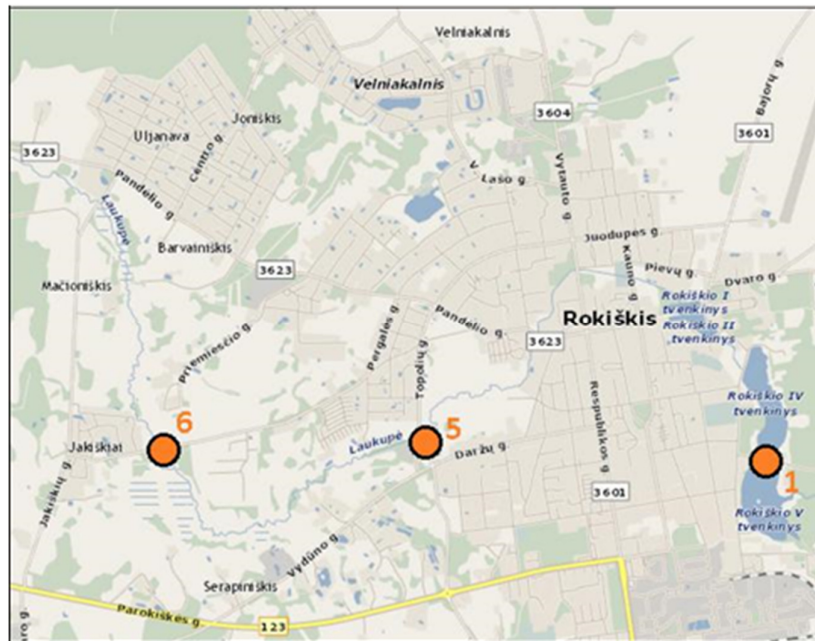 Velniakalnis
Velniakalnis
3604
3601
Bajorų g.
Uljanava
Joniškis
Centro g.
3623
Pandėlio g.
V. Lašo g.
Vytauto g.
Laukupė
Barvainiškis
3623
Juodupės g.
Kauno g.
Pievų g.
Dvaro g.
Mačioniškis
Rokiškio I
tvenkinys
Rokiškio II
tvenkinys
Rokiškis
Pandėlio g.
3623
Priemiesčio g.
Pergalės g.
Topolių g.
Respublikos g.
Rokiškio IV
tvenkinys
6
5
1
Jakiškiai
Laukupė
Daržų g.
Jakiškių g.
3601
Rokiškio V
tvenkinys
Vydūno g.
Serapiniškis
Parokiškės g.
123
aro g.